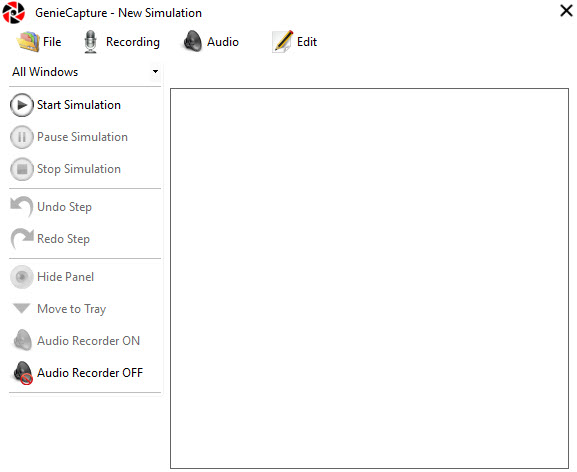 GenieCapture - New Simulation
File Recording Audio Edit
All Windows
Start Simulation
Pause Simulation
Stop Simulation
Undo Step
Redo Step
Hide Panel
Move to Tray
Audio Recorder ON
Audio Recorder OFF